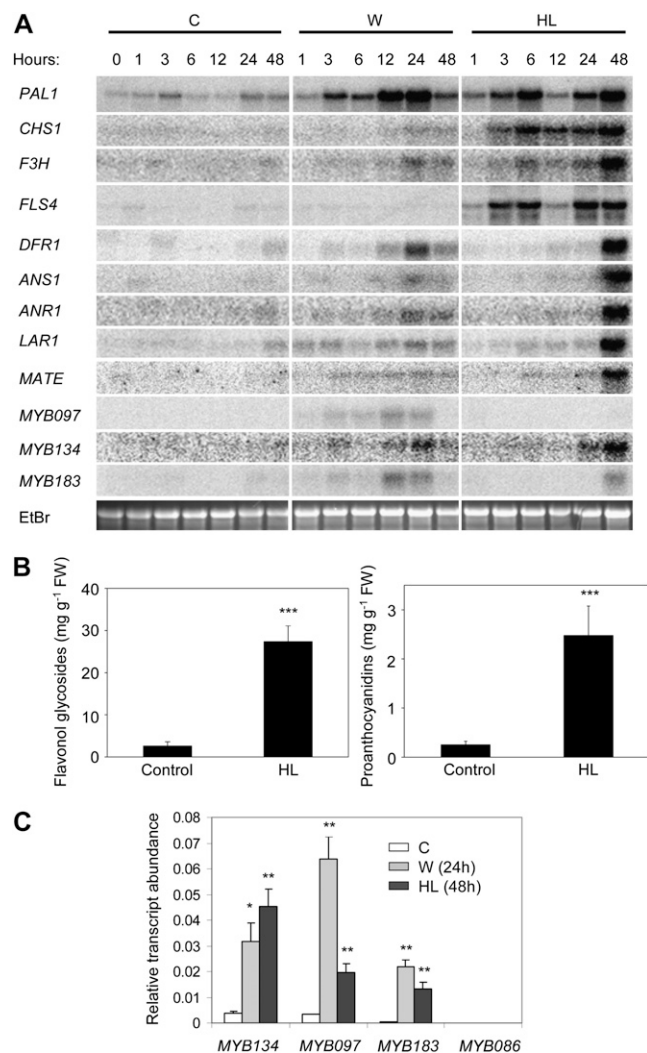 A
C W HL
Hours: 0 1 3 6 12 24 48 1 3 6 12 24 48 1 3 6 12 24 48
PAL1
CHS1
F3H
FLS4
DFR1
ANS1
ANR1
LAR1
MATE
MYB097
MYB134
MYB183
EtBr
B
Flavonol glycosides (mg g⁻¹ FW)
40
30
20
10
0
***
Control HL
Proanthocyanidins (mg g⁻¹ FW)
3
2
1
0
***
Control HL
C
Relative transcript abundance
0.08
0.07
0.06
0.05
0.04
0.03
0.02
0.01
0
* ** ** ** ** **
C
W (24h)
HL (48h)
MYB134 MYB097 MYB183 MYB086